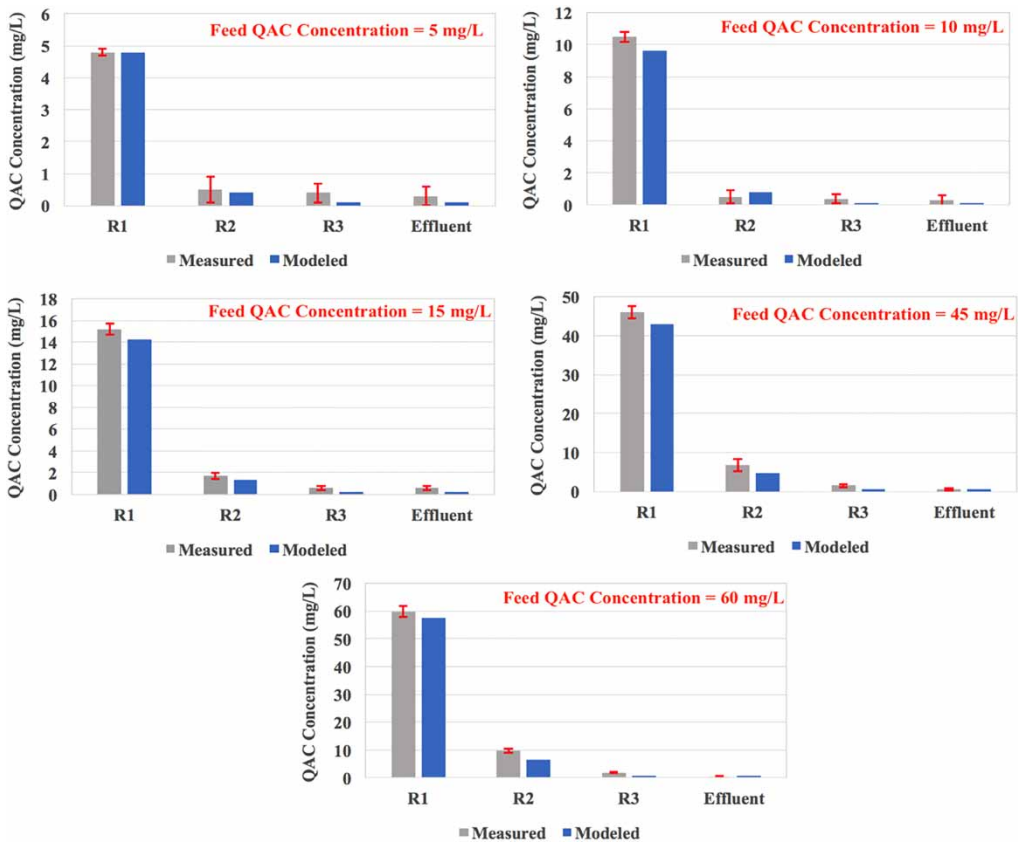 Feed QAC Concentration = 5 mg/L
QAC Concentration (mg/L)
6
5
4
3
2
1
0
R1 R2 R3 Effluent
Measured Modeled
Feed QAC Concentration = 10 mg/L
QAC Concentration (mg/L)
12
10
8
6
4
2
0
R1 R2 R3 Effluent
Measured Modeled
Feed QAC Concentration = 15 mg/L
QAC Concentration (mg/L)
18
16
14
12
10
8
6
4
2
0
R1 R2 R3 Effluent
Measured Modeled
Feed QAC Concentration = 45 mg/L
QAC Concentration (mg/L)
50
40
30
20
10
0
R1 R2 R3 Effluent
Measured Modeled
Feed QAC Concentration = 60 mg/L
QAC Concentration (mg/L)
70
60
50
40
30
20
10
0
R1 R2 R3 Effluent
Measured Modeled